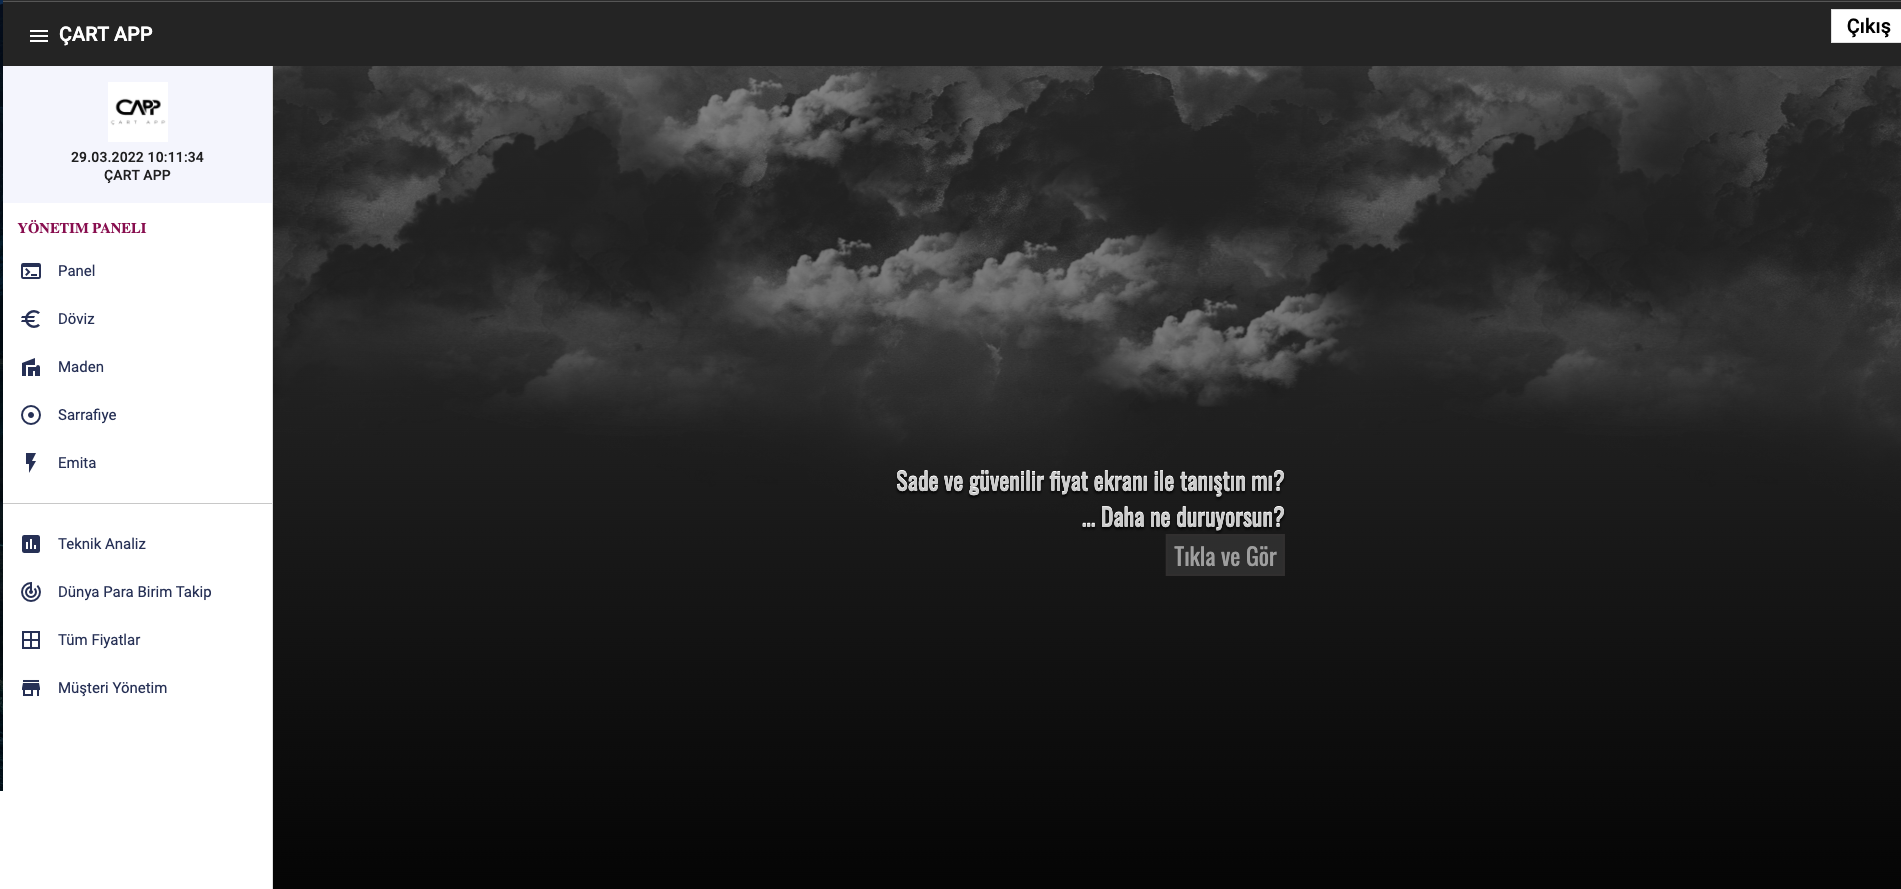 ÇART APP
Çıkış
CAPP
ÇART APP
29.03.2022 10:11:34
ÇART APP
YÖNETIM PANELI
Panel
Döviz
Maden
Sarrafiye
Emita
Teknik Analiz
Dünya Para Birim Takip
Tüm Fiyatlar
Müşteri Yönetim
Sade ve güvenilir fiyat ekranı ile tanıştın mı?
... Daha ne duruyorsun?
Tıkla ve Gör